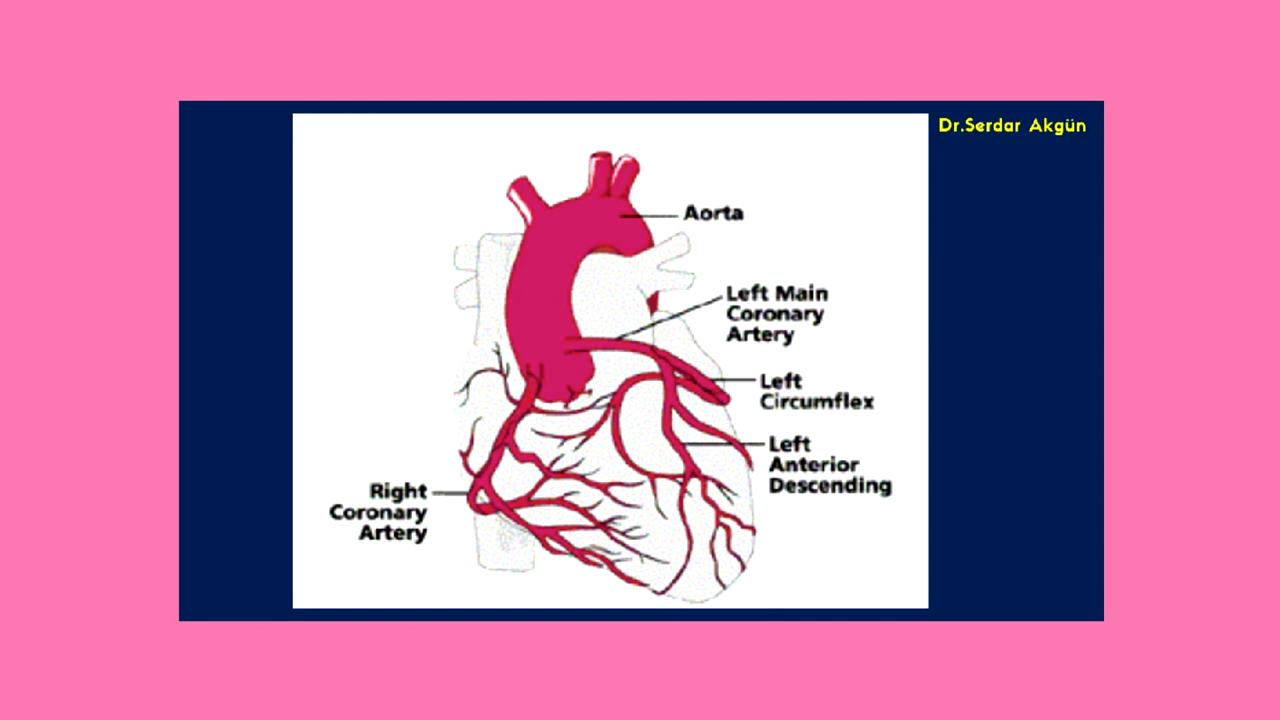 Dr.Serdar Akgün
Aorta
Left Main
Coronary
Artery
Left
Circumflex
Left
Anterior
Descending
Right
Coronary
Artery